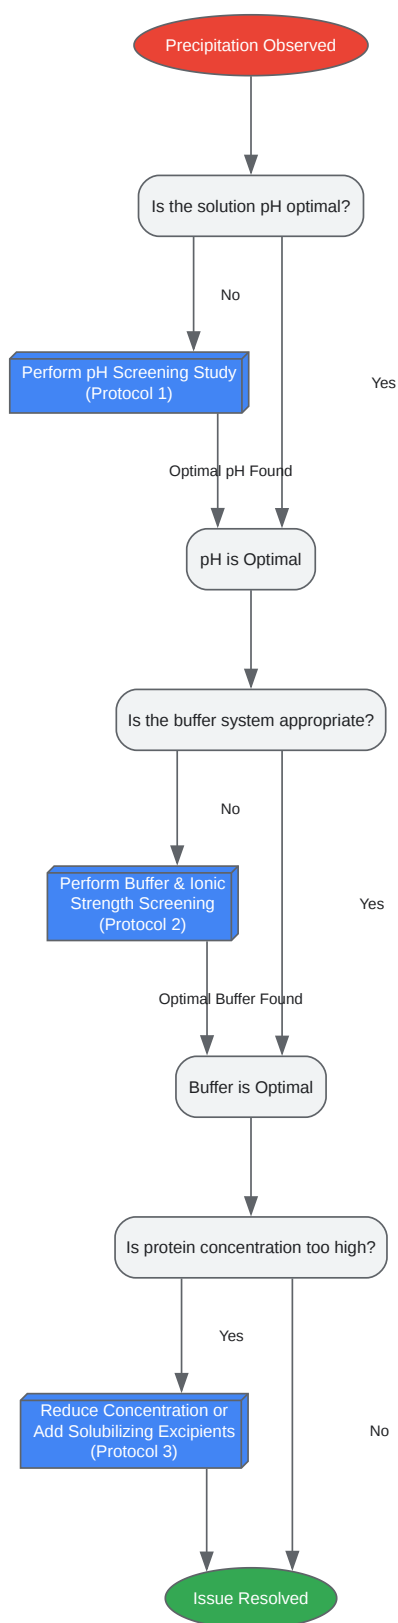 Precipitation Observed
Is the solution pH optimal?
No
Perform pH Screening Study
(Protocol 1)
Yes
Optimal pH Found
pH is Optimal
Is the buffer system appropriate?
No
Perform Buffer & Ionic
Strength Screening
(Protocol 2)
Yes
Optimal Buffer Found
Buffer is Optimal
Is protein concentration too high?
Yes
Reduce Concentration or
Add Solubilizing Excipients
(Protocol 3)
No
Issue Resolved